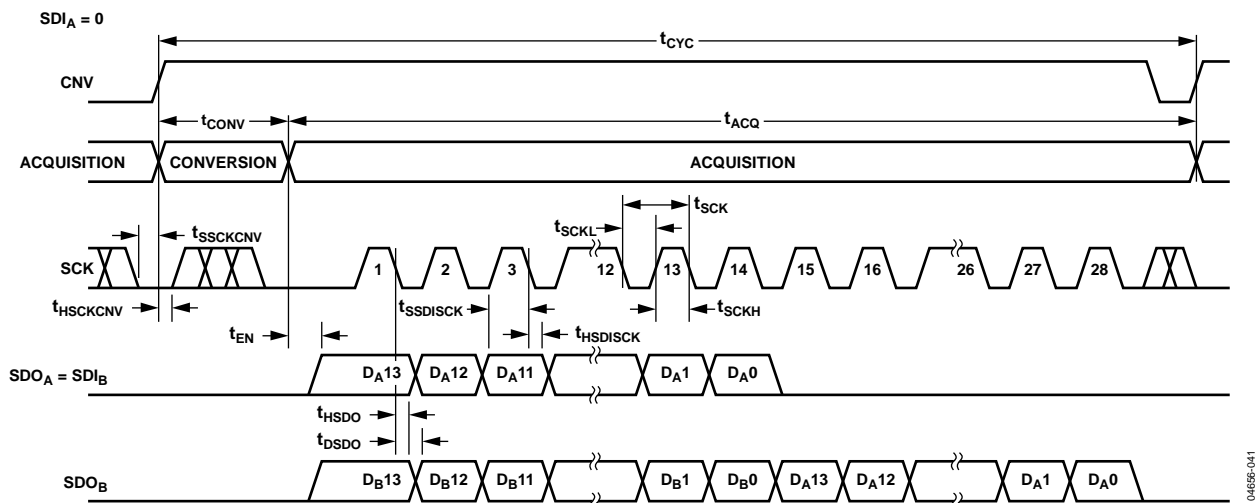 SDIA = 0
tCYC
CNV
tCONV tACQ
ACQUISITION CONVERSION ACQUISITION
tSCK
tSCKL
tSSCKCNV
SCK 1 2 3 12 13 14 15 16 26 27 28
tHSCKCNV tSSDISCK tSCKH
tEN tHSDISCK
SDOA = SDIB DA13 DA12 DA11 DA1 DA0
tHSDO
tDSDO
SDOB DB13 DB12 DB11 DB1 DB0 DA13 DA12 DA1 DA0
04656-041